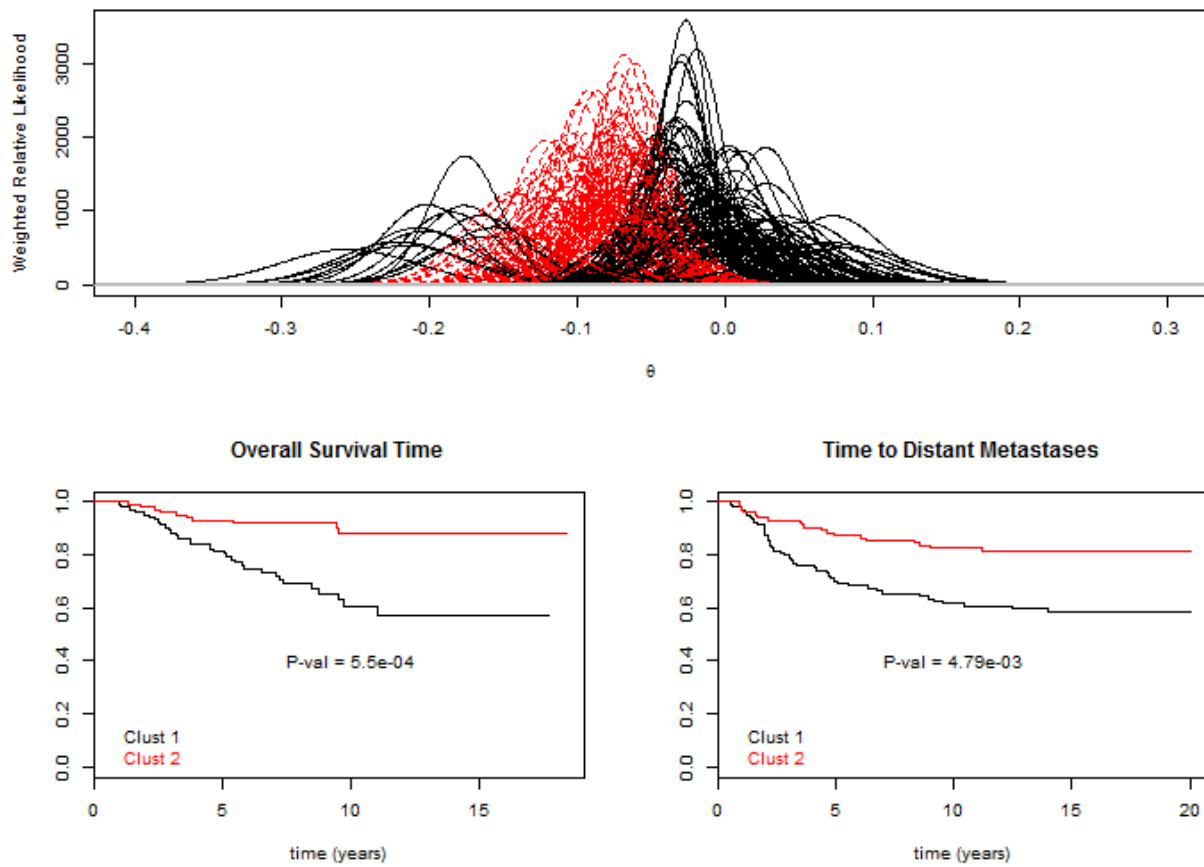 Weighted Relative Likelihood
3000
2000
1000
0
-0.4 -0.3 -0.2 -0.1 0.0 0.1 0.2 0.3
θ
Overall Survival Time
1.0
0.8
0.6
0.4
0.2
0.0
P-val = 5.5e-04
Clust 1
Clust 2
0 5 10 15
time (years)
Time to Distant Metastases
1.0
0.8
0.6
0.4
0.2
0.0
P-val = 4.79e-03
Clust 1
Clust 2
0 5 10 15 20
time (years)